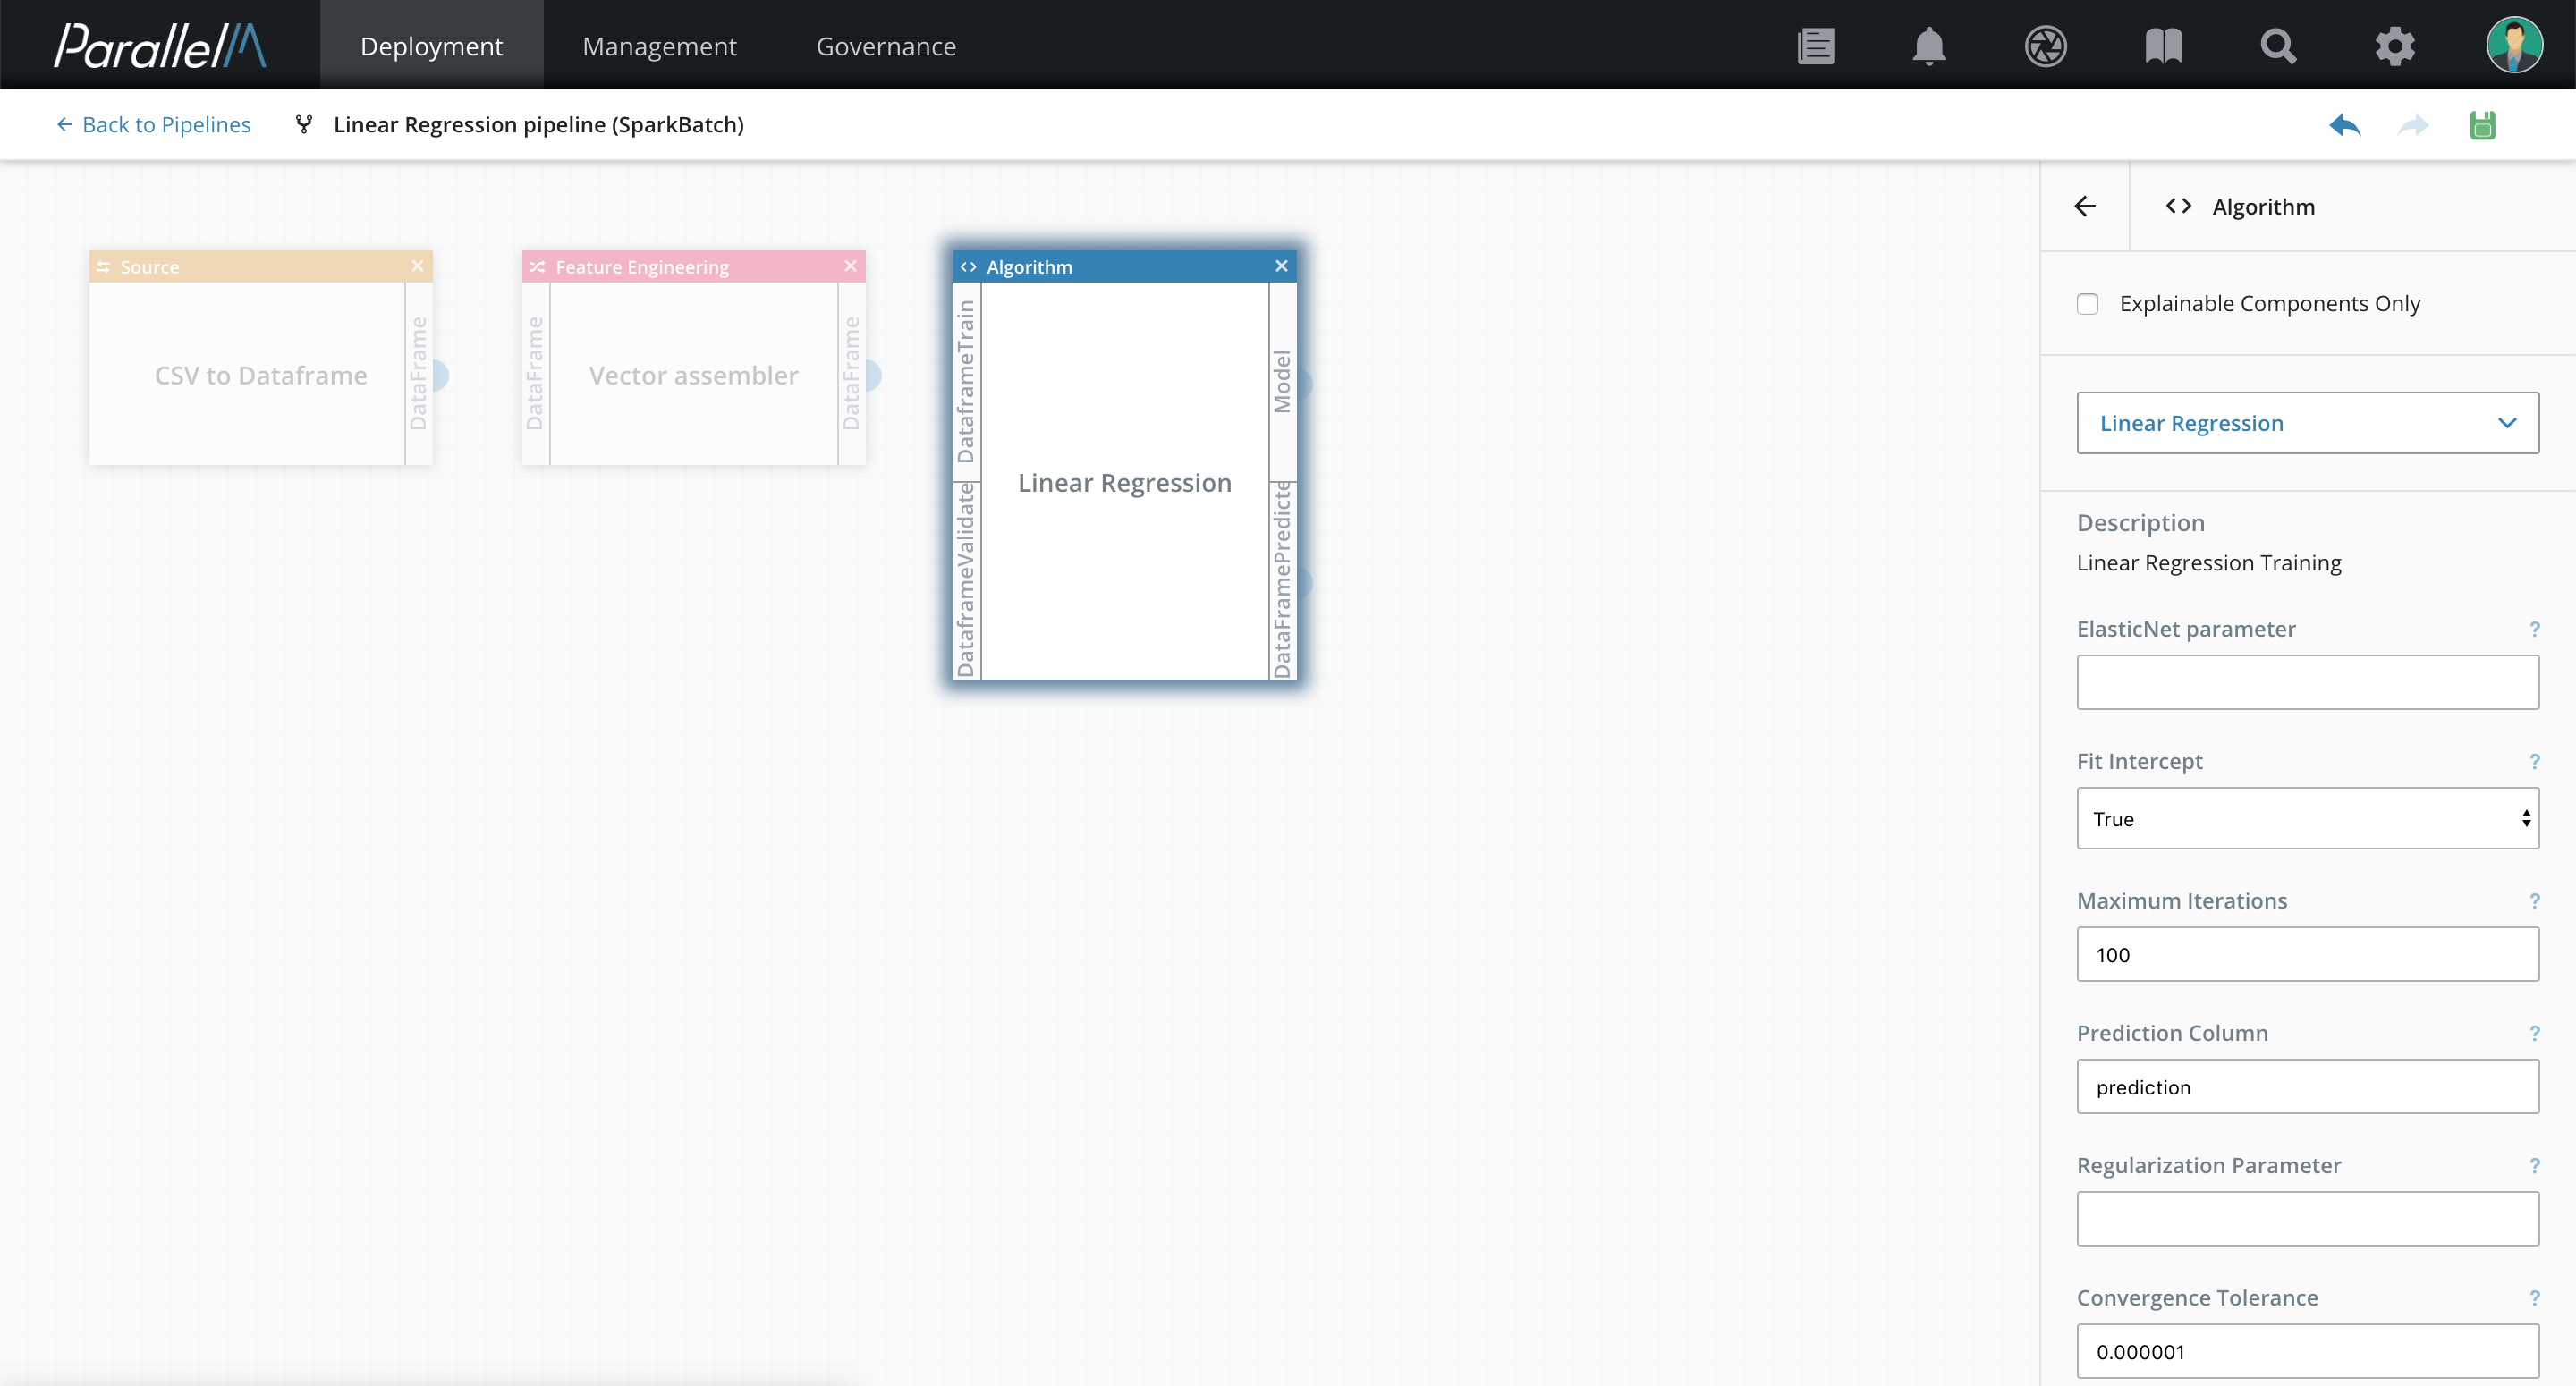 ParallelM
Deployment
Management
Governance
Back to Pipelines
Linear Regression pipeline (SparkBatch)
Source
CSV to Dataframe
DataFrame
Feature Engineering
DataFrame
Vector assembler
DataFrame
Algorithm
DataframeTrain
DataframeValidate
Linear Regression
Model
DataFramePredicte
Algorithm
Explainable Components Only
Linear Regression
Description
Linear Regression Training
ElasticNet parameter ?
Fit Intercept ?
True
Maximum Iterations ?
100
Prediction Column ?
prediction
Regularization Parameter ?
Convergence Tolerance ?
0.000001